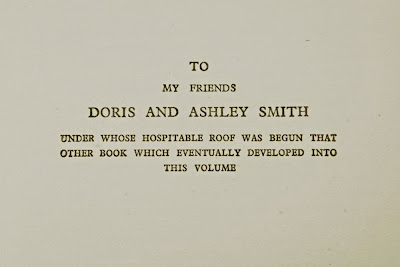 TO
MY FRIENDS
DORIS AND ASHLEY SMITH
UNDER WHOSE HOSPITABLE ROOF WAS BEGUN THAT
OTHER BOOK WHICH EVENTUALLY DEVELOPED INTO
THIS VOLUME